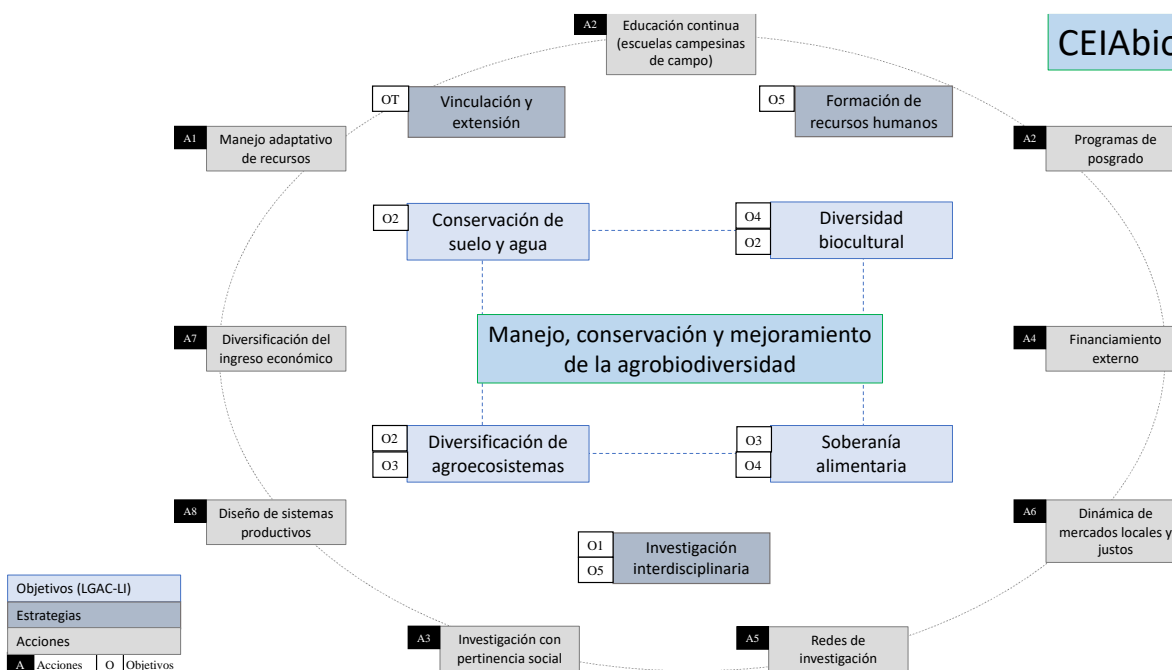 A2
Educación continua
(escuelas campesinas
de campo)
CEIAbio
OT
Vinculación y
extensión
O5
Formación de
recursos humanos
A1
Manejo adaptativo
de recursos
A2
Programas de
posgrado
O2
Conservación de
suelo y agua
O4
O2
Diversidad
biocultural
A7
Diversificación del
ingreso económico
Manejo, conservación y mejoramiento
de la agrobiodiversidad
A4
Financiamiento
externo
O2
O3
Diversificación de
agroecosistemas
O3
O4
Soberanía
alimentaria
A8
Diseño de sistemas
productivos
A6
Dinámica de
mercados locales y
justos
O1
O5
Investigación
interdisciplinaria
Objetivos (LGAC-LI)
Estrategias
Acciones
A Acciones O Objetivos
A3
Investigación con
pertinencia social
A5
Redes de
investigación